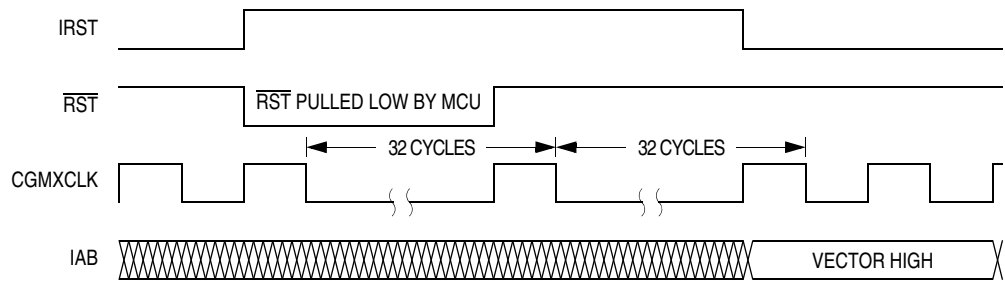 IRST
RST
RST PULLED LOW BY MCU
32 CYCLES
32 CYCLES
CGMXCLK
IAB
VECTOR HIGH